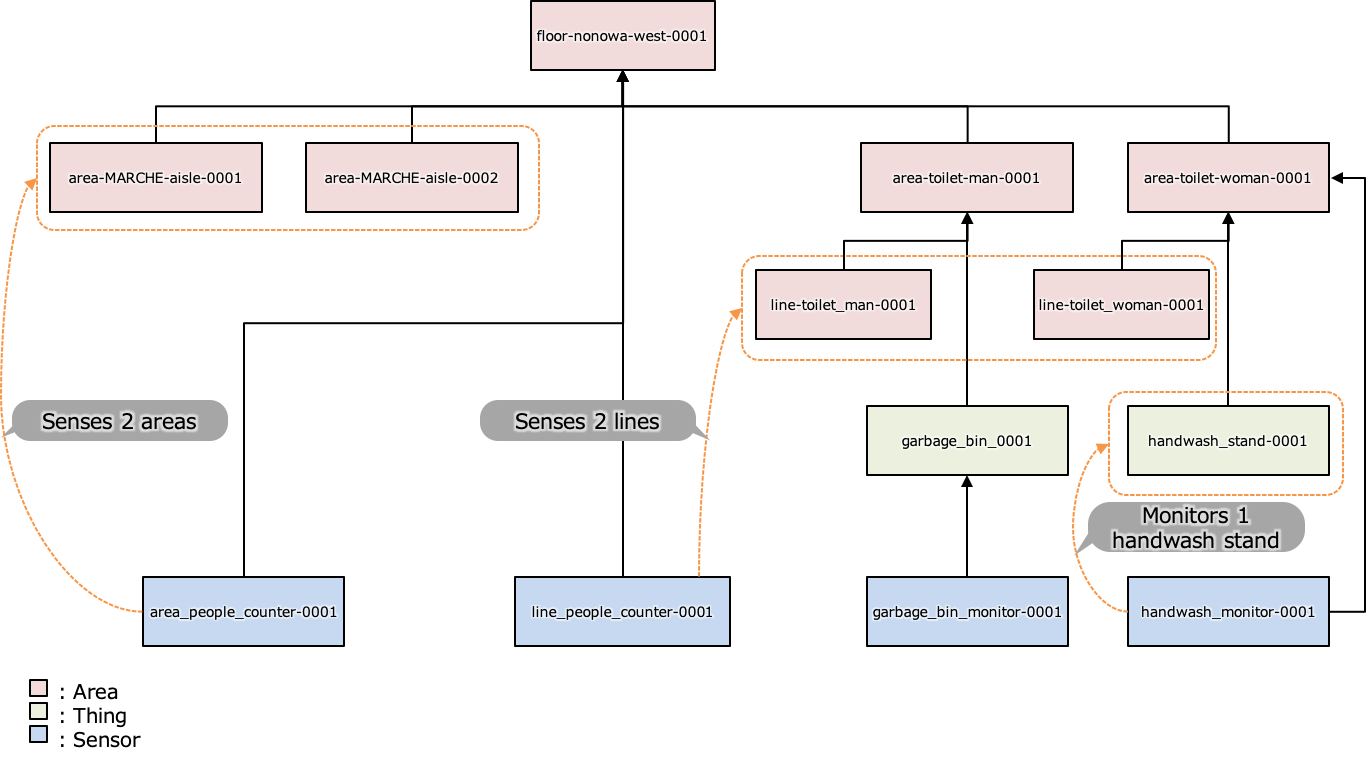 floor-nonowa-west-0001
area-MARCHE-aisle-0001
area-MARCHE-aisle-0002
area-toilet-man-0001
area-toilet-woman-0001
line-toilet_man-0001
line-toilet_woman-0001
Senses 2 areas
Senses 2 lines
garbage_bin_0001
handwash_stand-0001
Monitors 1
handwash stand
area_people_counter-0001
line_people_counter-0001
garbage_bin_monitor-0001
handwash_monitor-0001
: Area
: Thing
: Sensor